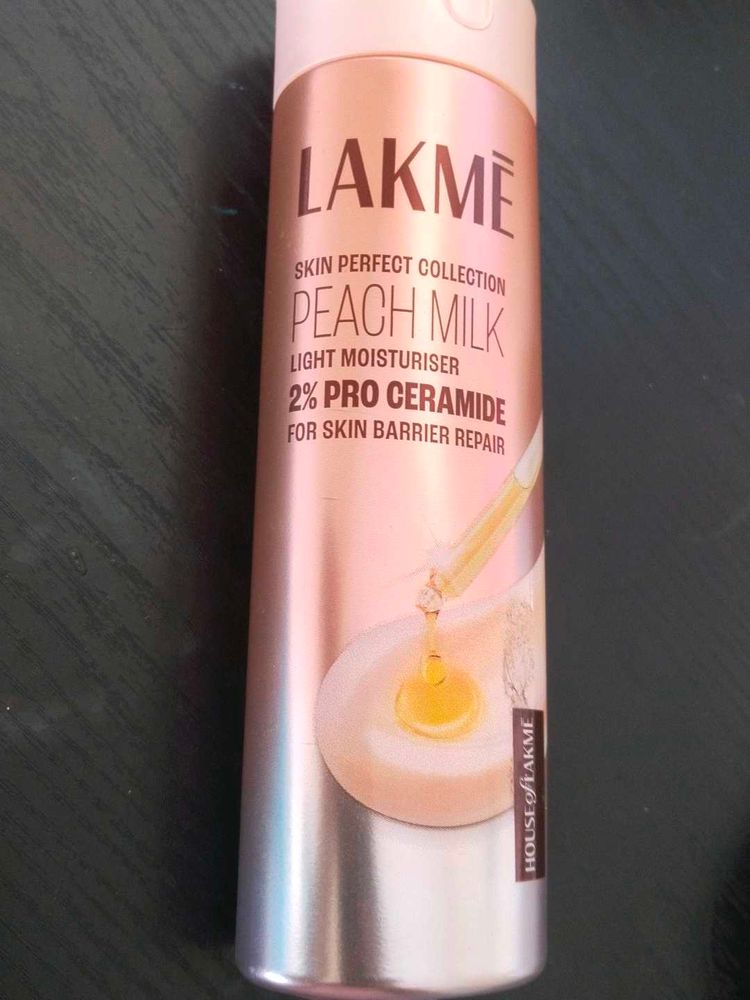 LAKMĒ
SKIN PERFECT COLLECTION
PEACH MILK
LIGHT MOISTURISER
2% PRO CERAMIDE
FOR SKIN BARRIER REPAIR
HOUSE of LAKMĒ